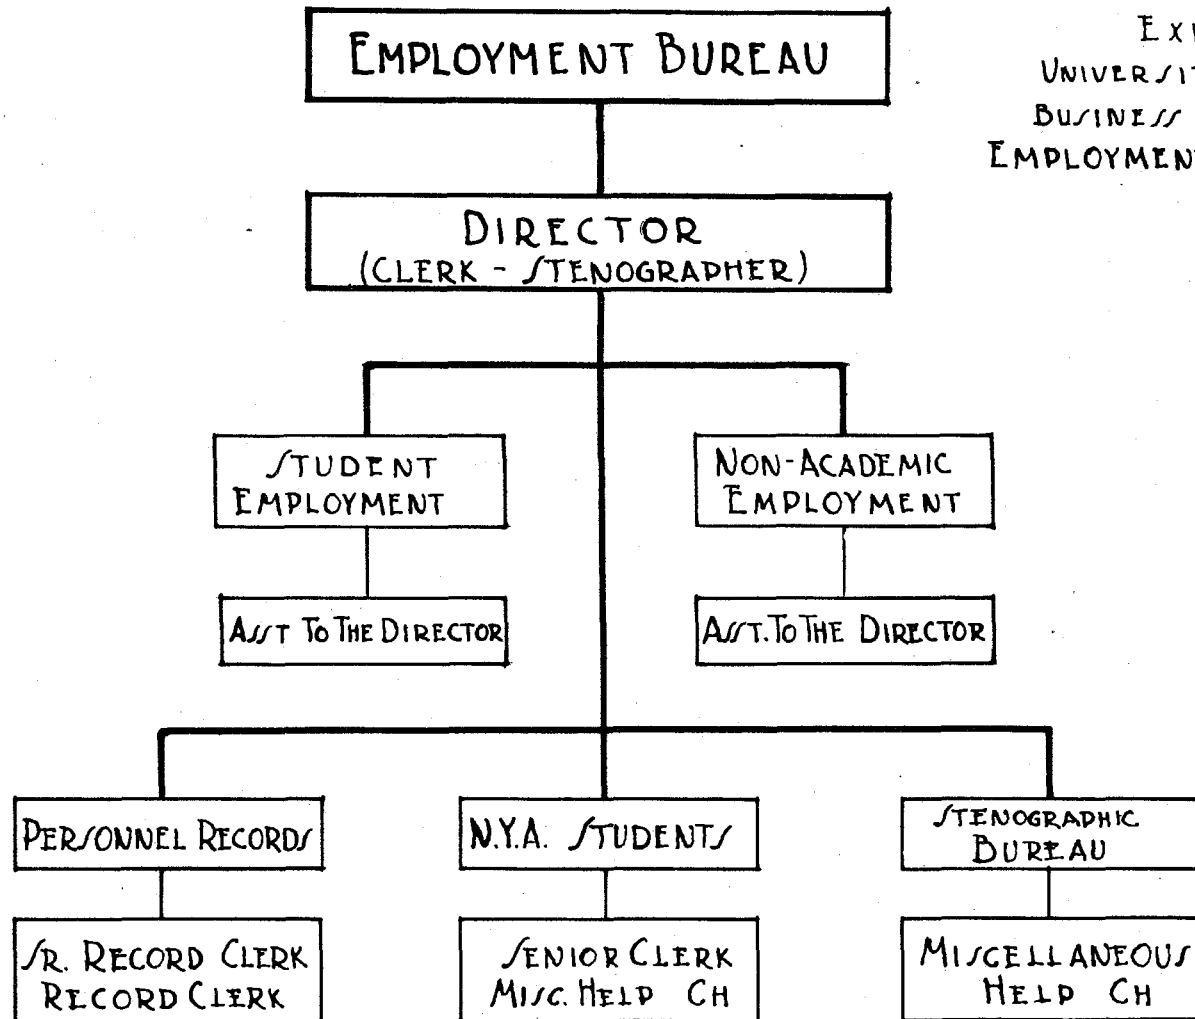 EMPLOYMENT BUREAU
EX
UNIVERSIT
BUSINESS
EMPLOYMEN
DIRECTOR
(CLERK - STENOGRAPHER)
STUDENT
EMPLOYMENT
NON-ACADEMIC
EMPLOYMENT
ASST TO THE DIRECTOR
ASST. TO THE DIRECTOR
PERSONNEL RECORDS
N.Y.A. STUDENTS
STENOGRAPHIC
BUREAU
SR. RECORD CLERK
RECORD CLERK
SENIOR CLERK
MISC. HELP CH
MISCELLANEOUS
HELP CH